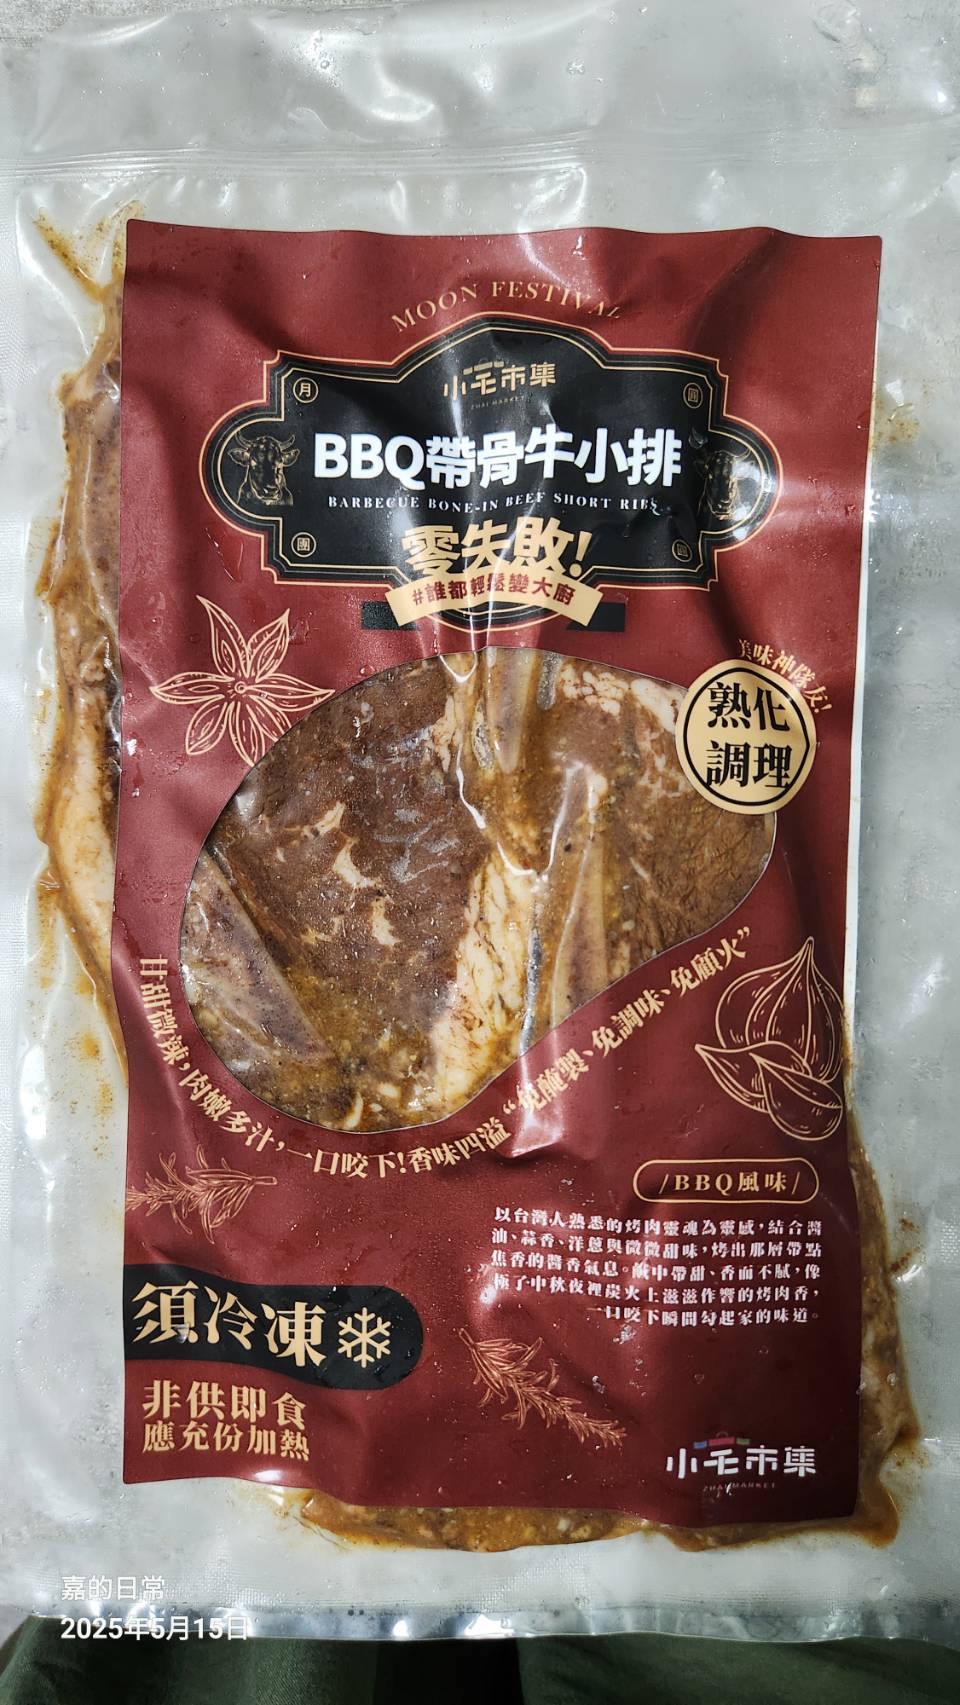 MOON FESTIVAL
小宅市集
ZHAI MARKET
月
圓
BBQ帶骨牛小排
BARBECUE BONE-IN BEEF SHORT RIBS
零失敗!
團
圓
#誰都輕鬆變大廚
美味神隊友!
熟化
調理
甘甜微辣,肉嫩多汁,一口咬下!香味四溢"免醃製、免調味、免顧火"
/BBQ風味/
以台灣人熟悉的烤肉靈魂為靈感,結合醬
油、蒜香、洋蔥與微微甜味,烤出那層帶點
焦香的醬香氣息。鹹中帶甜、香而不膩,像
極了中秋夜裡炭火上滋滋作響的烤肉香,
一口咬下瞬間勾起家的味道。
須冷凍
非供即食
應充份加熱
小宅市集
ZHAI MARKET
嘉的日常
2025年5月15日